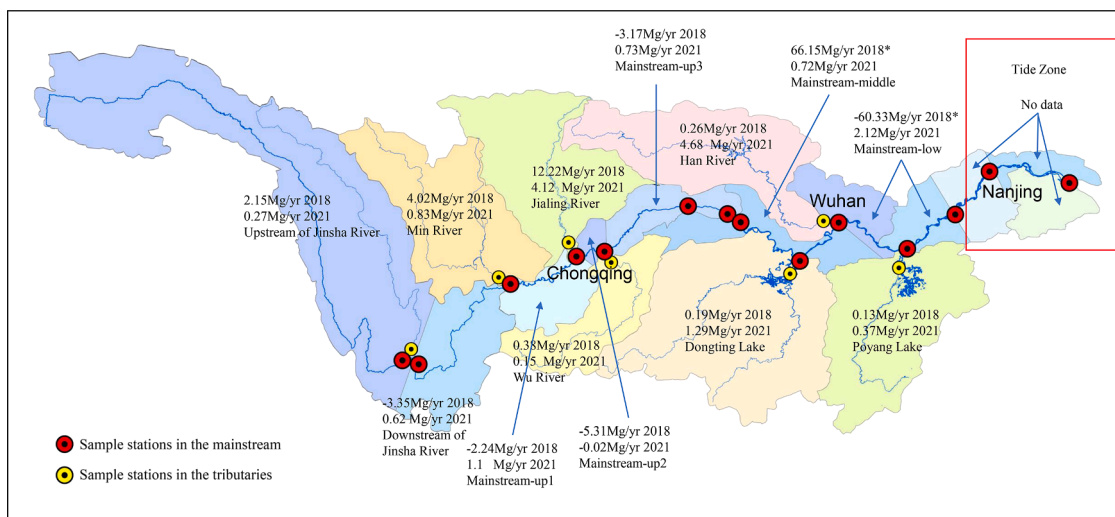 -3.17Mg/yr 2018
0.73Mg/yr 2021
Mainstream-up3
66.15Mg/yr 2018*
0.72Mg/yr 2021
Mainstream-middle
Tide Zone
No data
-60.33Mg/yr 2018*
2.12Mg/yr 2021
Mainstream-low
0.26Mg/yr 2018
4.68 Mg/yr 2021
Han River
12.22Mg/yr 2018
4.12 Mg/yr 2021
Jialing River
4.02Mg/yr 2018
0.83Mg/yr 2021
Min River
2.15Mg/yr 2018
0.27Mg/yr 2021
Upstream of Jinsha River
Wuhan
Nanjing
Chongqing
0.38Mg/yr 2018
0.15 Mg/yr 2021
Wu River
0.19Mg/yr 2018
1.29Mg/yr 2021
Dongting Lake
0.13Mg/yr 2018
0.37Mg/yr 2021
Poyang Lake
-3.35Mg/yr 2018
0.62 Mg/yr 2021
Downstream of
Jinsha River
-2.24Mg/yr 2018
1.1 Mg/yr 2021
Mainstream-up1
-5.31Mg/yr 2018
-0.02Mg/yr 2021
Mainstream-up2
Sample stations in the mainstream
Sample stations in the tributaries